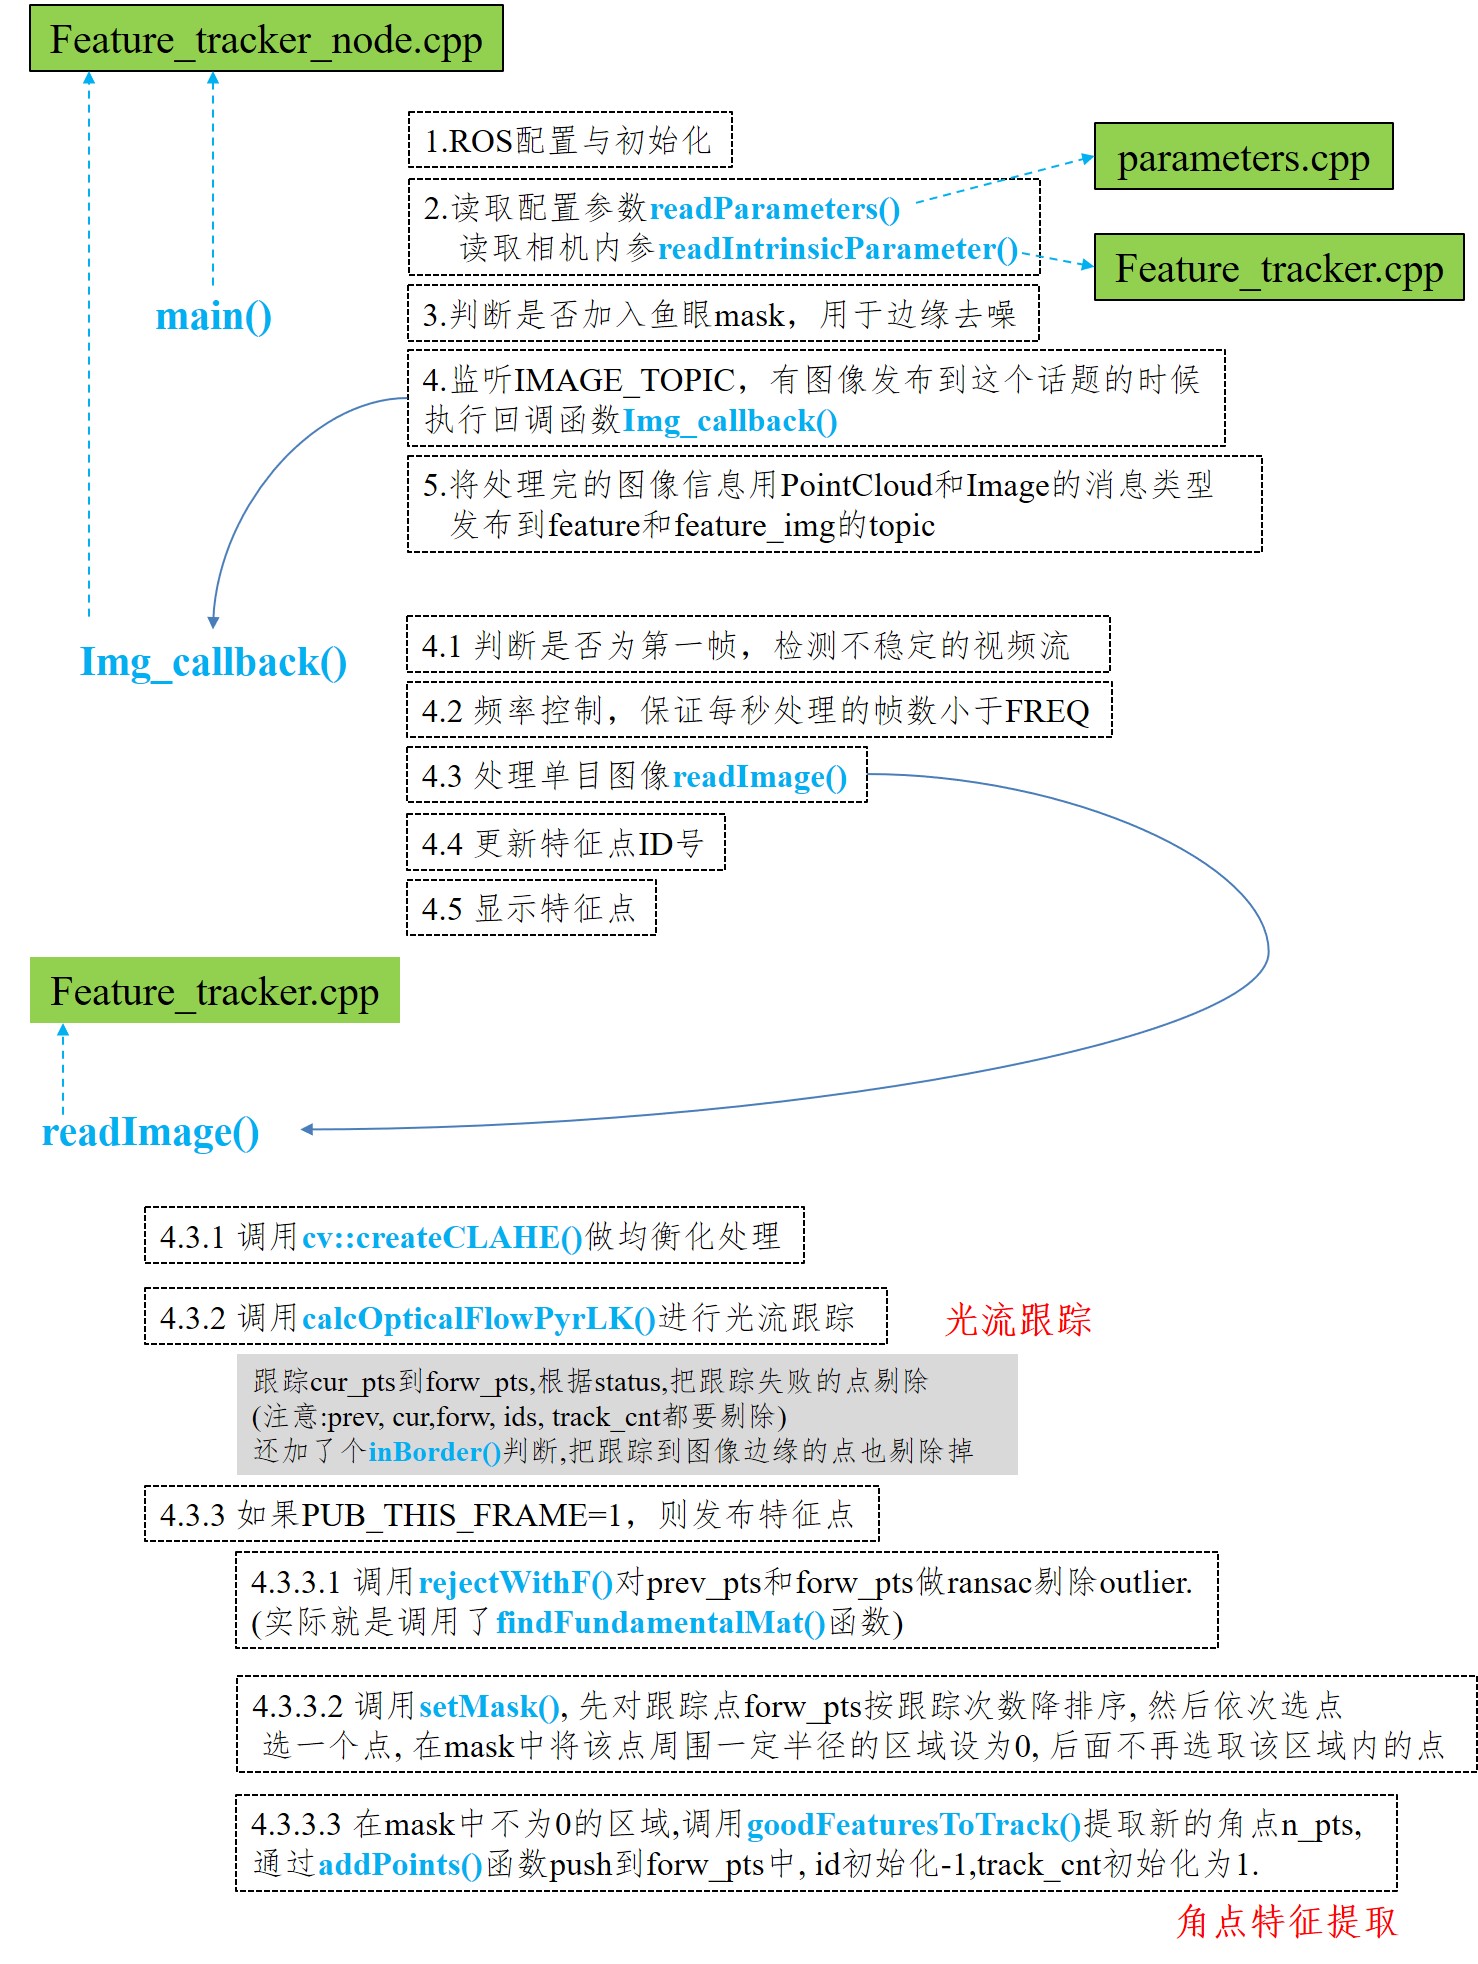 Feature_tracker_node.cpp
1.ROS配置与初始化
parameters.cpp
2.读取配置参数readParameters()
读取相机内参readIntrinsicParameter()
Feature_tracker.cpp
main()
3.判断是否加入鱼眼mask，用于边缘去噪
4.监听IMAGE_TOPIC，有图像发布到这个话题的时候
执行回调函数Img_callback()
5.将处理完的图像信息用PointCloud和Image的消息类型
发布到feature和feature_img的topic
Img_callback()
4.1 判断是否为第一帧，检测不稳定的视频流
4.2 频率控制，保证每秒处理的帧数小于FREQ
4.3 处理单目图像readImage()
4.4 更新特征点ID号
4.5 显示特征点
Feature_tracker.cpp
readImage()
4.3.1 调用cv::createCLAHE()做均衡化处理
4.3.2 调用calcOpticalFlowPyrLK()进行光流跟踪
光流跟踪
跟踪cur_pts到forw_pts,根据status,把跟踪失败的点剔除
(注意:prev, cur,forw, ids, track_cnt都要剔除)
还加了个inBorder()判断,把跟踪到图像边缘的点也剔除掉
4.3.3 如果PUB_THIS_FRAME=1，则发布特征点
4.3.3.1 调用rejectWithF()对prev_pts和forw_pts做ransac剔除outlier.
(实际就是调用了findFundamentalMat()函数)
4.3.3.2 调用setMask(), 先对跟踪点forw_pts按跟踪次数降排序, 然后依次选点
选一个点, 在mask中将该点周围一定半径的区域设为0, 后面不再选取该区域内的点
4.3.3.3 在mask中不为0的区域,调用goodFeaturesToTrack()提取新的角点n_pts,
通过addPoints()函数push到forw_pts中, id初始化-1,track_cnt初始化为1.
角点特征提取